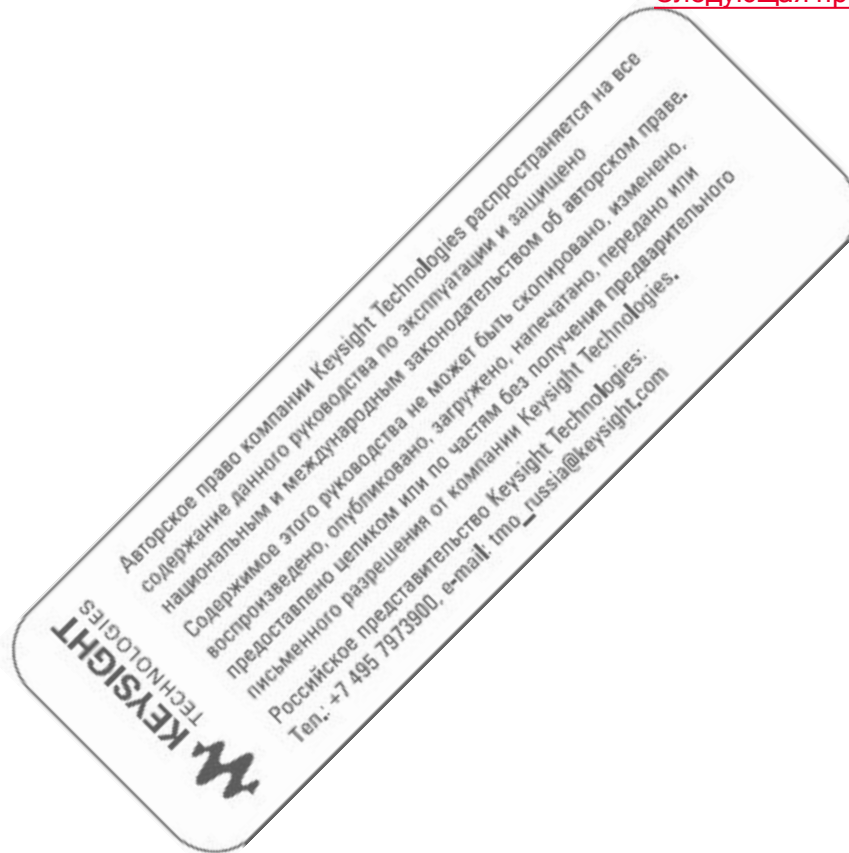 Следующая пр
Авторское право компании Keysight Technologies распространяется на все
содержание данного руководства по эксплуатации и защищено
национальным и международным законодательством об авторском праве.
Содержимое этого руководства не может быть скопировано, изменено,
воспроизведено, опубликовано, загружено, напечатано, передано или
предоставлено целиком или по частям без получения предварительного
письменного разрешения от компании Keysight Technologies.
Российское представительство Keysight Technologies:
Тел.: +7 495 7973900, e-mail: tmo_russia@keysight.com
KEYSIGHT
TECHNOLOGIES